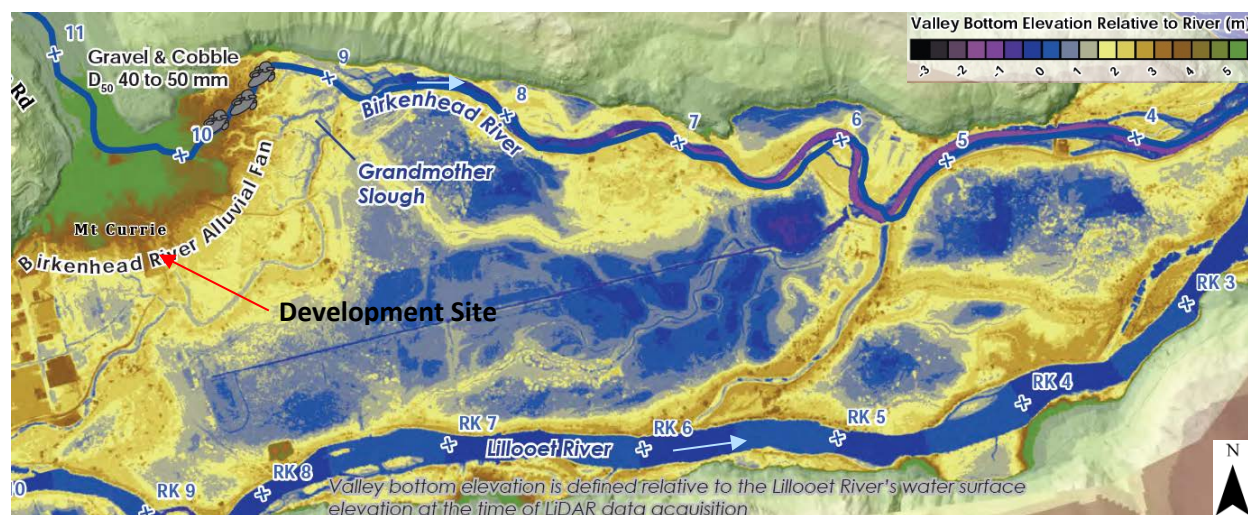 Valley Bottom Elevation Relative to River (m)
-3
-2
-1
0
1
2
3
4
5
11
Rd
Gravel & Cobble
D50 40 to 50 mm
10
9
8
7
6
5
4
Birkenhead River
Grandmother
Slough
Mt Currie
Birkenhead River Alluvial Fan
Development Site
RK 3
RK 4
RK 5
RK 6
RK 7
RK 8
RK 9
Lillooet River
Valley bottom elevation is defined relative to the Lillooet River's water surface
elevation at the time of LiDAR data acquisition
N